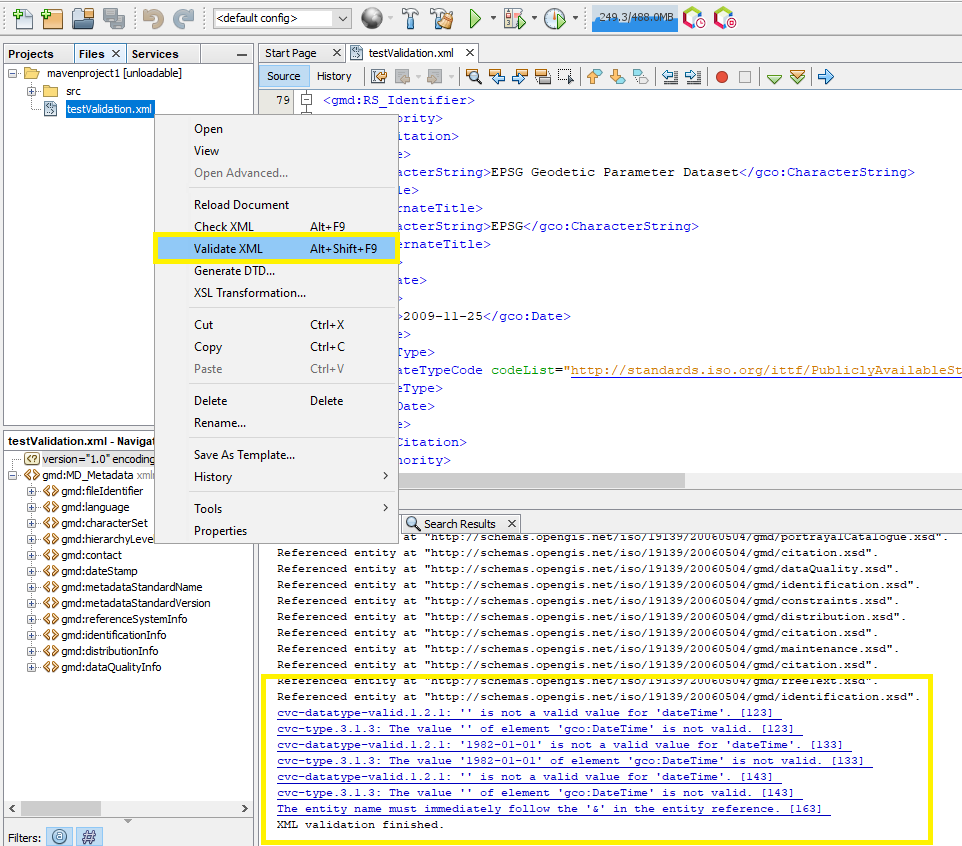 <default config>
249.3/488.0MB
Projects
Files
Services
mavenproject1 [unloadable]
src
testValidation.xml
Start Page
testValidation.xml
Source
History
79
<gmd:RS_Identifier>
ority>
itation>
e>
aracterString>EPSG Geodetic Parameter Dataset</gco:CharacterString>
le>
rnateTitle>
aracterString>EPSG</gco:CharacterString>
ernateTitle>
>
ate>
>
>2009-11-25</gco:Date>
e>
Type>
ateTypeCode codeList="http://standards.iso.org/ittf/PubliclyAvailableSt
eType>
Date>
e>
Citation>
hority>
Open
View
Open Advanced...
Reload Document
Check XML Alt+F9
Validate XML Alt+Shift+F9
Generate DTD...
XSL Transformation...
Cut Ctrl+X
Copy Ctrl+C
Paste Ctrl+V
Delete Delete
Rename...
Save As Template...
History
Tools
Properties
testValidation.xml - Navigat
version="1.0" encoding
gmd:MD_Metadata xmln
gmd:fileIdentifier
gmd:language
gmd:characterSet
gmd:hierarchyLeve
gmd:contact
gmd:dateStamp
gmd:metadataStandardName
gmd:metadataStandardVersion
gmd:referenceSystemInfo
gmd:identificationInfo
gmd:distributionInfo
gmd:dataQualityInfo
Filters:
Search Results
at "http://schemas.opengis.net/iso/19139/20060504/gmd/portrayalCatalogue.xsd".
Referenced entity at "http://schemas.opengis.net/iso/19139/20060504/gmd/citation.xsd".
Referenced entity at "http://schemas.opengis.net/iso/19139/20060504/gmd/dataQuality.xsd".
Referenced entity at "http://schemas.opengis.net/iso/19139/20060504/gmd/identification.xsd".
Referenced entity at "http://schemas.opengis.net/iso/19139/20060504/gmd/constraints.xsd".
Referenced entity at "http://schemas.opengis.net/iso/19139/20060504/gmd/distribution.xsd".
Referenced entity at "http://schemas.opengis.net/iso/19139/20060504/gmd/citation.xsd".
Referenced entity at "http://schemas.opengis.net/iso/19139/20060504/gmd/maintenance.xsd".
Referenced entity at "http://schemas.opengis.net/iso/19139/20060504/gmd/citation.xsd".
Referenced entity at "http://schemas.opengis.net/iso/19139/20060504/gmd/freeText.xsd".
Referenced entity at "http://schemas.opengis.net/iso/19139/20060504/gmd/identification.xsd".
cvc-datatype-valid.1.2.1: '' is not a valid value for 'dateTime'. [123]
cvc-type.3.1.3: The value '' of element 'gco:DateTime' is not valid. [123]
cvc-datatype-valid.1.2.1: '1982-01-01' is not a valid value for 'dateTime'. [133]
cvc-type.3.1.3: The value '1982-01-01' of element 'gco:DateTime' is not valid. [133]
cvc-datatype-valid.1.2.1: '' is not a valid value for 'dateTime'. [143]
cvc-type.3.1.3: The value '' of element 'gco:DateTime' is not valid. [143]
The entity name must immediately follow the '&' in the entity reference. [163]
XML validation finished.